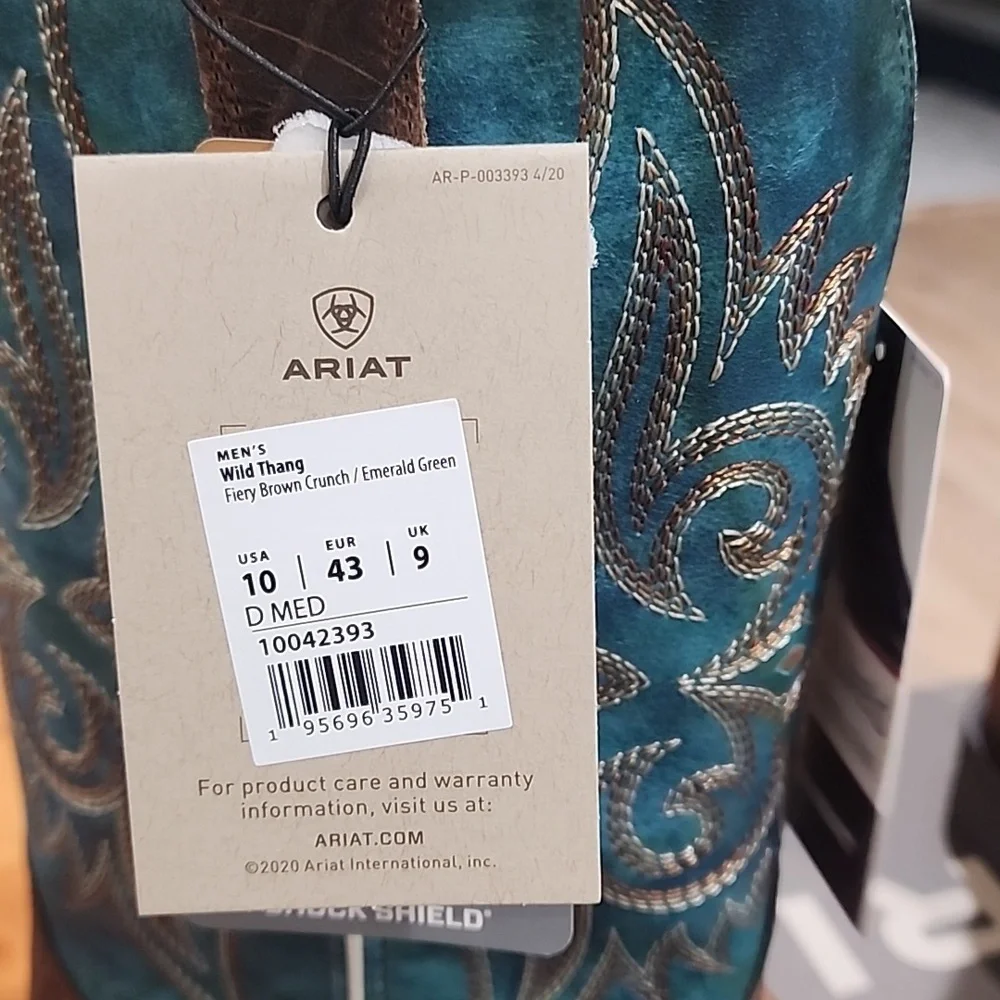 AR-P-003393 4/20
ARIAT
MEN'S
Wild Thang
Fiery Brown Crunch / Emerald Green
USA | EUR | UK
10 | 43 | 9
D MED
10042393
1 95696 35975 1
For product care and warranty
information, visit us at:
ARIAT.COM
©2020 Ariat International, inc.
SHIELD